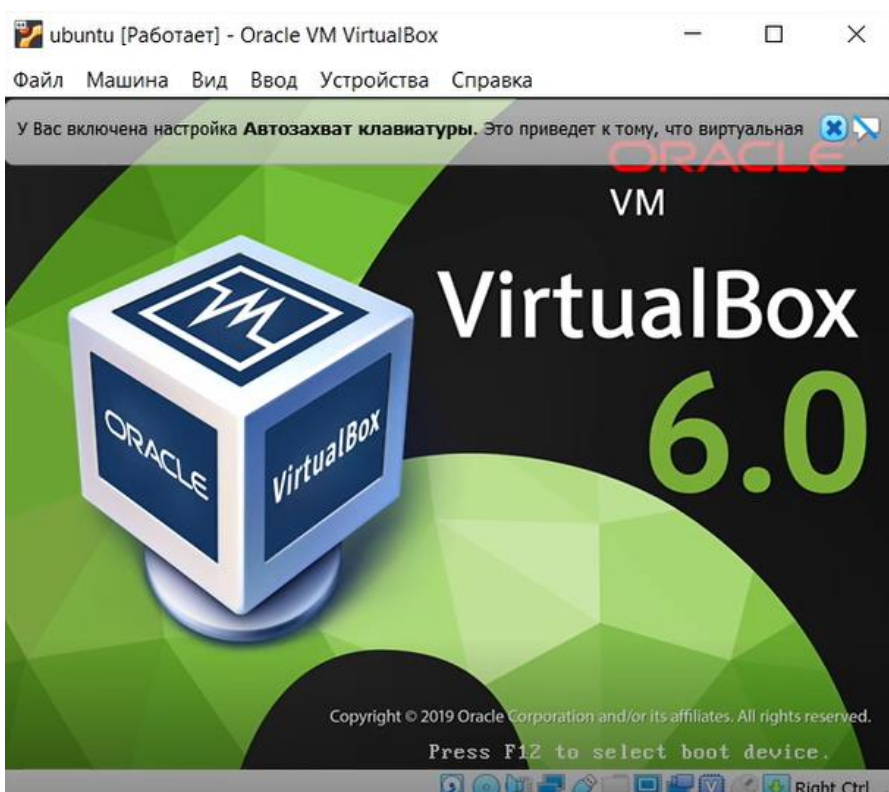 ubuntu [Работает] - Oracle VM VirtualBox
Файл Машина Вид Ввод Устройства Справка
У Вас включена настройка Автозахват клавиатуры. Это приведет к тому, что виртуальная
ORACLE
VM
VirtualBox
6.0
ORACLE
VirtualBox
Copyright © 2019 Oracle Corporation and/or its affiliates. All rights reserved.
Press F12 to select boot device.
Right Ctrl